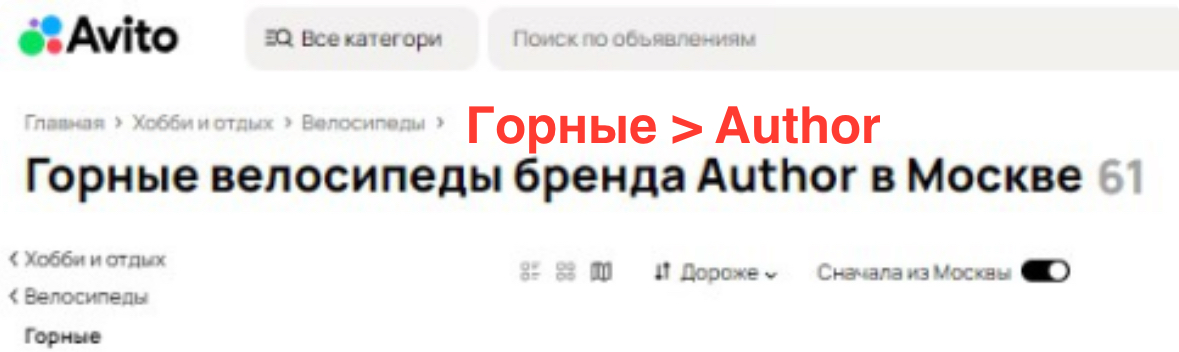 Avito
Все категори
Поиск по объявлениям
Главная › Хобби и отдых › Велосипеды ›
Горные > Author
Горные велосипеды бренда Author в Москве 61
‹ Хобби и отдых
Дороже
Сначала из Москвы
‹ Велосипеды
Горные